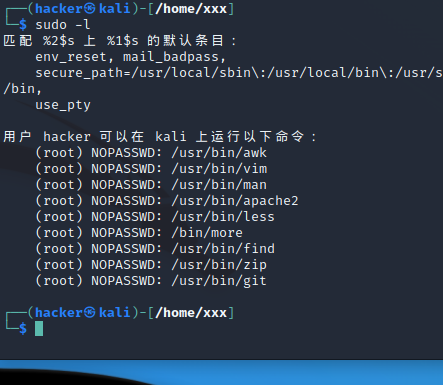 ┌──(hacker㉿kali)-[/home/xxx]
└─$ sudo -l
匹配 %2$s 上 %1$s 的默认条目：
    env_reset, mail_badpass,
    secure_path=/usr/local/sbin\:/usr/local/bin\:/usr/s
/bin,
    use_pty
用户 hacker 可以在 kali 上运行以下命令：
    (root) NOPASSWD: /usr/bin/awk
    (root) NOPASSWD: /usr/bin/vim
    (root) NOPASSWD: /usr/bin/man
    (root) NOPASSWD: /usr/bin/apache2
    (root) NOPASSWD: /usr/bin/less
    (root) NOPASSWD: /bin/more
    (root) NOPASSWD: /usr/bin/find
    (root) NOPASSWD: /usr/bin/zip
    (root) NOPASSWD: /usr/bin/git
┌──(hacker㉿kali)-[/home/xxx]
└─$